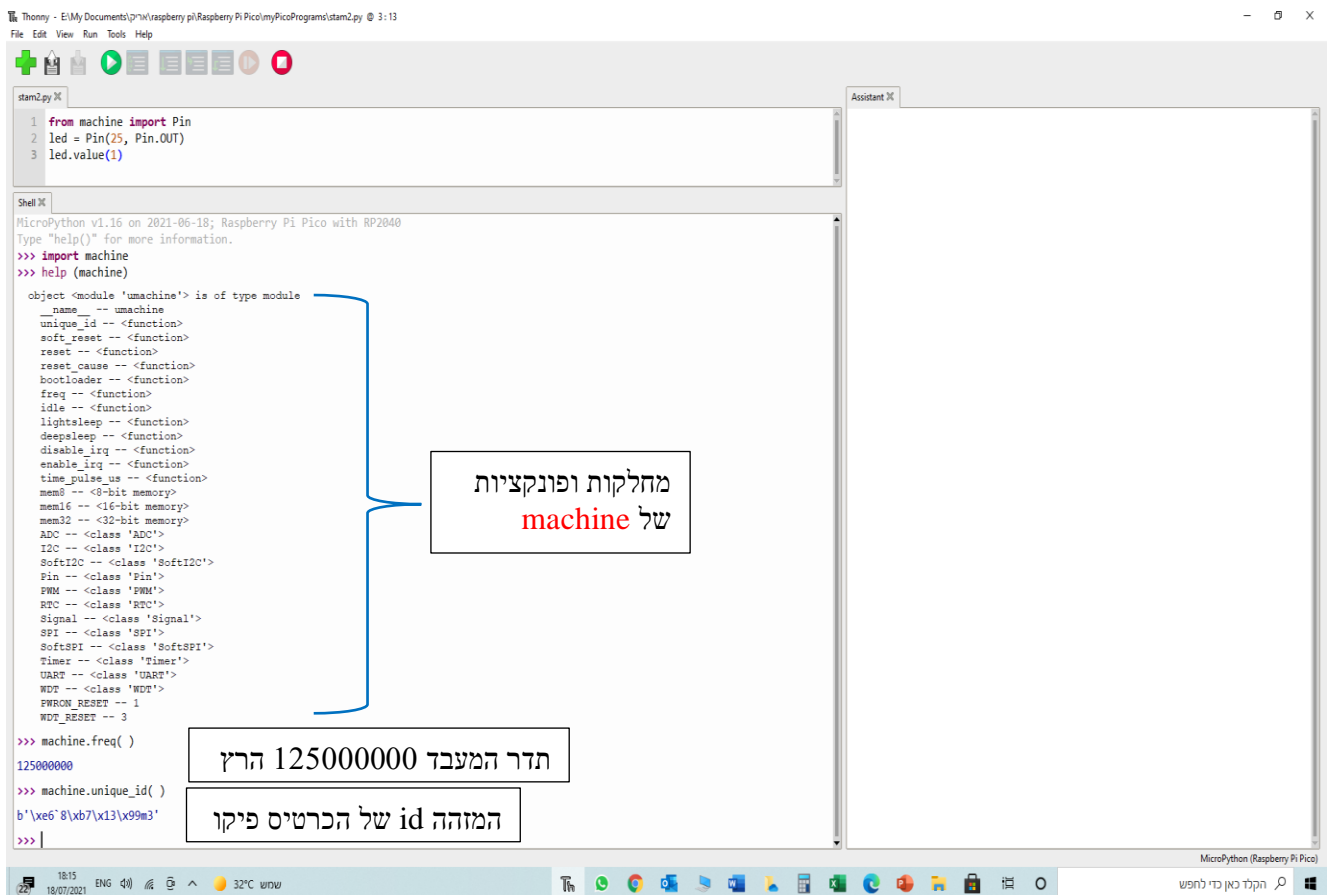 Thonny - E:\My Documents\אריק\raspberry pi\Raspberry Pi Pico\myPicoPrograms\stam2.py @ 3 : 13
File Edit View Run Tools Help
stam2.py
1 from machine import Pin
2 led = Pin(25, Pin.OUT)
3 led.value(1)
Assistant
Shell
MicroPython v1.16 on 2021-06-18; Raspberry Pi Pico with RP2040
Type "help()" for more information.
>>> import machine
>>> help (machine)
object <module 'umachine'> is of type module
__name__ -- umachine
unique_id -- <function>
soft_reset -- <function>
reset -- <function>
reset_cause -- <function>
bootloader -- <function>
freq -- <function>
idle -- <function>
lightsleep -- <function>
deepsleep -- <function>
disable_irq -- <function>
enable_irq -- <function>
time_pulse_us -- <function>
mem8 -- <8-bit memory>
mem16 -- <16-bit memory>
mem32 -- <32-bit memory>
ADC -- <class 'ADC'>
I2C -- <class 'I2C'>
SoftI2C -- <class 'SoftI2C'>
Pin -- <class 'Pin'>
PWM -- <class 'PWM'>
RTC -- <class 'RTC'>
Signal -- <class 'Signal'>
SPI -- <class 'SPI'>
SoftSPI -- <class 'SoftSPI'>
Timer -- <class 'Timer'>
UART -- <class 'UART'>
WDT -- <class 'WDT'>
PWRON_RESET -- 1
WDT_RESET -- 3
מחלקות ופונקציות
של machine
>>> machine.freq( )
125000000
תדר המעבד 125000000 הרץ
>>> machine.unique_id( )
b'\xe6`8\xb7\x13\x99m3'
המזהה id של הכרטיס פיקו
>>>
MicroPython (Raspberry Pi Pico)
22
18:15
18/07/2021
ENG
32°C שמש
הקלד כאן כדי לחפש